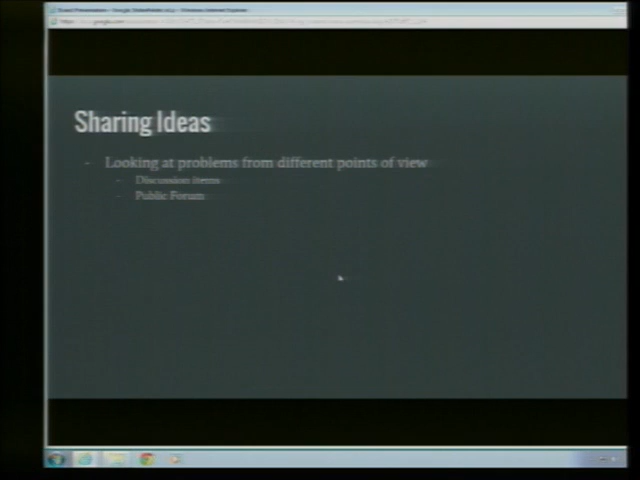 Sharing Ideas
- Looking at problems from different points of view
- Discussion items
- Public Forum